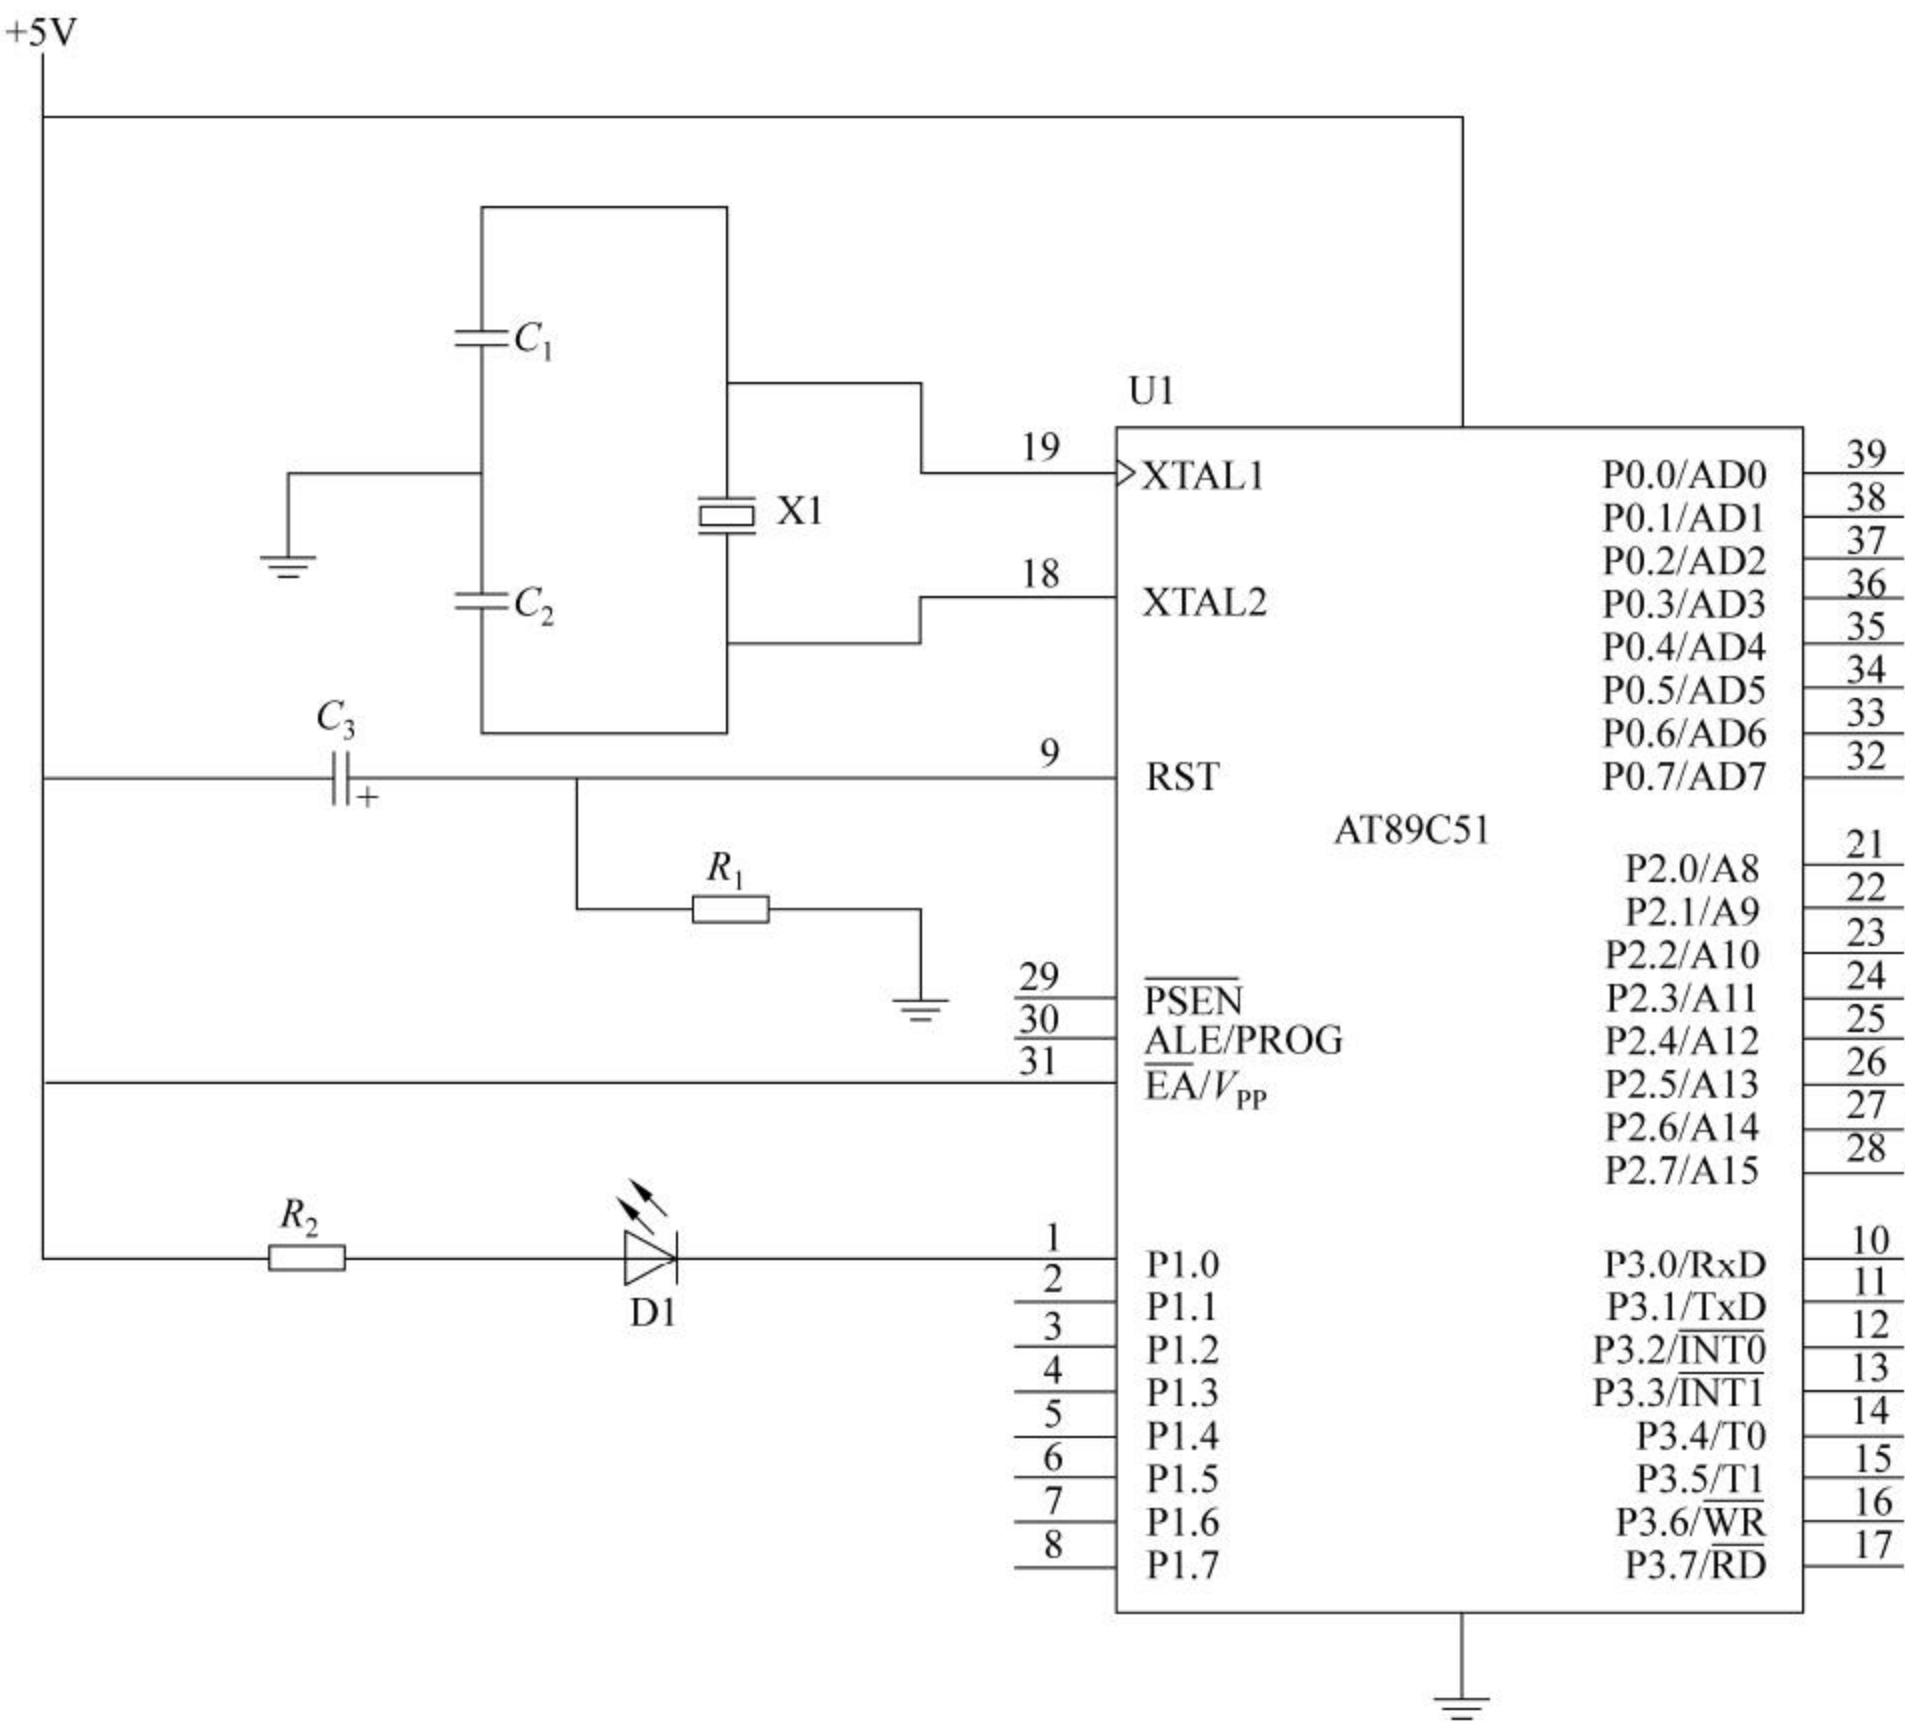 +5V
C1
C2
X1
C3
+
R1
R2
D1
U1
19
XTAL1
18
XTAL2
9
RST
AT89C51
29
PSEN
30
ALE/PROG
31
EA/VPP
1
P1.0
2
P1.1
3
P1.2
4
P1.3
5
P1.4
6
P1.5
7
P1.6
8
P1.7
P0.0/AD0
39
P0.1/AD1
38
P0.2/AD2
37
P0.3/AD3
36
P0.4/AD4
35
P0.5/AD5
34
P0.6/AD6
33
P0.7/AD7
32
P2.0/A8
21
P2.1/A9
22
P2.2/A10
23
P2.3/A11
24
P2.4/A12
25
P2.5/A13
26
P2.6/A14
27
P2.7/A15
28
P3.0/RxD
10
P3.1/TxD
11
P3.2/INT0
12
P3.3/INT1
13
P3.4/T0
14
P3.5/T1
15
P3.6/WR
16
P3.7/RD
17